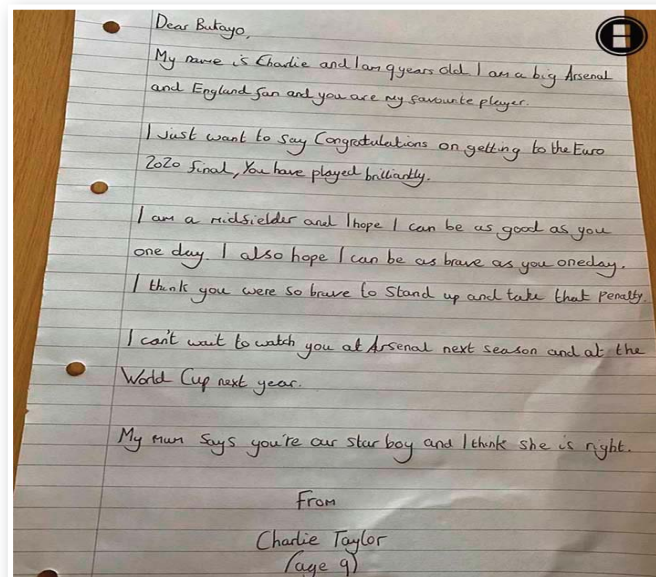 Dear Bukayo,
My name is Charlie and I am 9 years old. I am a big Arsenal
and England fan and you are my favourite player.
I just want to say Congratulations on getting to the Euro
2020 final, You have played brilliantly.
I am a midfielder and I hope I can be as good as you
one day. I also hope I can be as brave as you oneday.
I think you were so brave to Stand up and take that Penalty.
I can't wait to watch you at Arsenal next season and at the
World Cup next year.
My mum Says you're our star boy and I think she is right.
From
Charlie Taylor
(age 9)